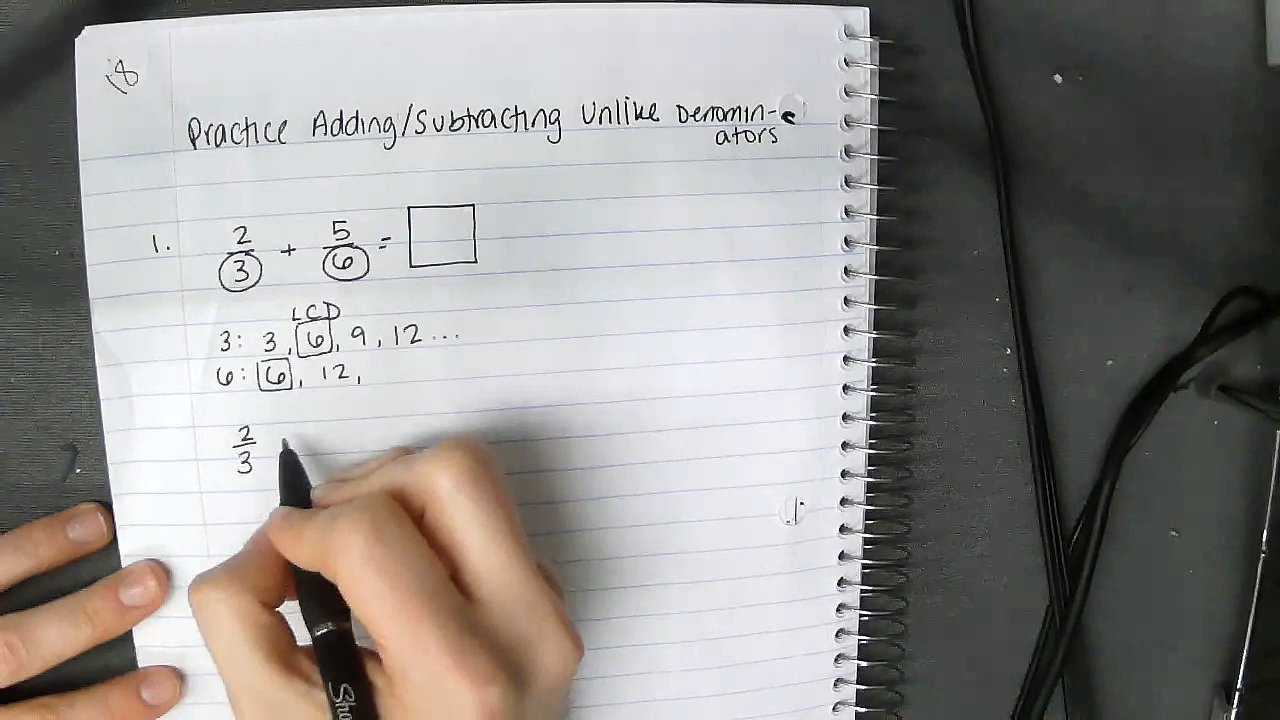 18
Practice Adding/Subtracting Unlike Denomin-
ators
1. 2/3 + 5/6 =
LCD
3: 3, 6, 9, 12...
6: 6, 12,
2/3